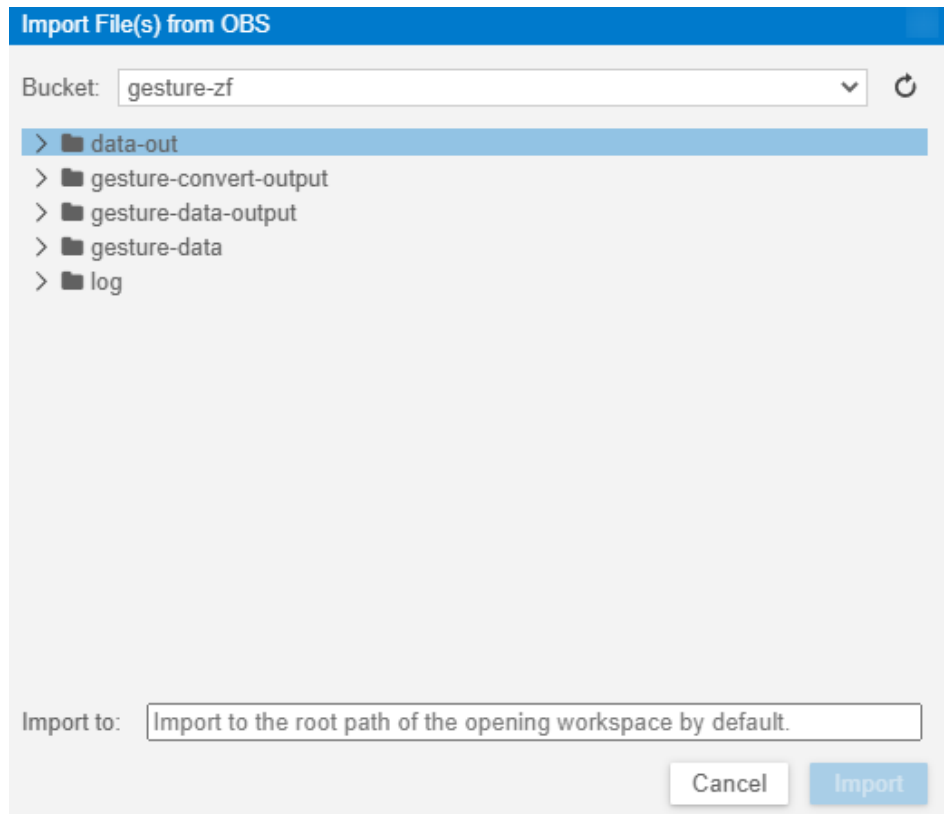 Import File(s) from OBS
Bucket: gesture-zf
data-out
gesture-convert-output
gesture-data-output
gesture-data
log
Import to: Import to the root path of the opening workspace by default.
Cancel Import